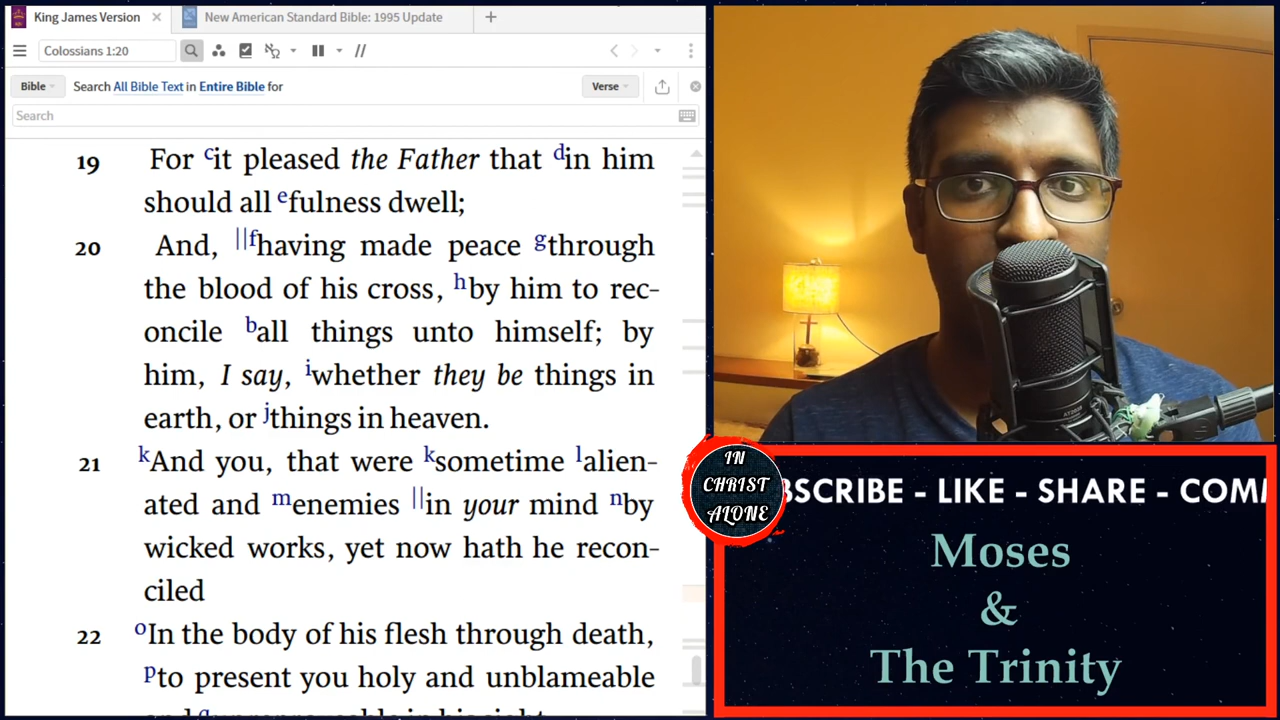 King James Version
New American Standard Bible: 1995 Update
Colossians 1:20
Bible
Search All Bible Text in Entire Bible for
Verse
Search
19 For cit pleased the Father that din him
should all efulness dwell;
20 And, ||fhaving made peace gthrough
the blood of his cross, hby him to rec-
oncile ball things unto himself; by
him, I say, iwhether they be things in
earth, or jthings in heaven.
21 kAnd you, that were ksometime lalien-
ated and menemies ||in your mind nby
wicked works, yet now hath he recon-
ciled
22 oIn the body of his flesh through death,
pto present you holy and unblameable
IN
CHRIST
ALONE
BSCRIBE - LIKE - SHARE - COMM
Moses
&
The Trinity